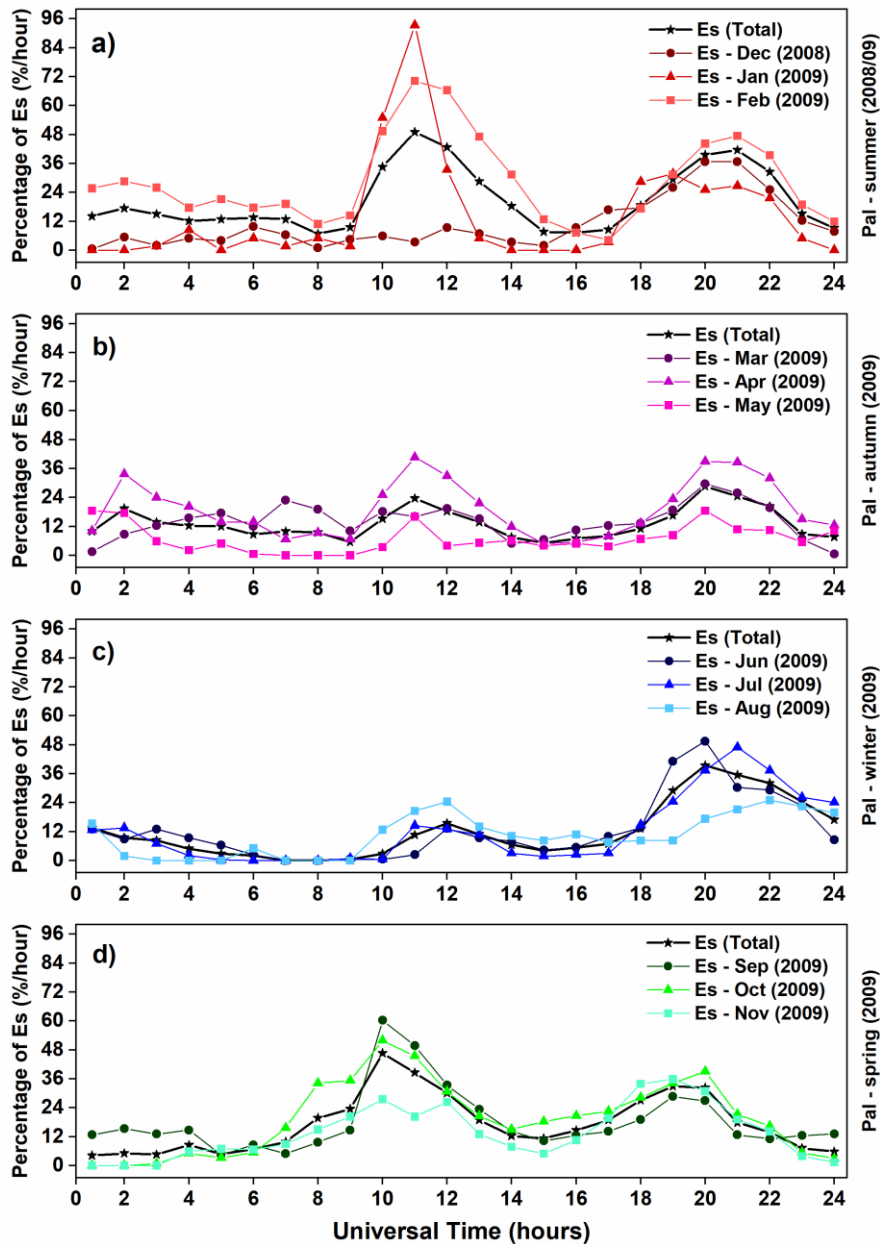 a)
Percentage of Es (%/hour)
96
84
72
60
48
36
24
12
0
Es (Total)
Es - Dec (2008)
Es - Jan (2009)
Es - Feb (2009)
Pal - summer (2008/09)
0 2 4 6 8 10 12 14 16 18 20 22 24
b)
Percentage of Es (%/hour)
96
84
72
60
48
36
24
12
0
Es (Total)
Es - Mar (2009)
Es - Apr (2009)
Es - May (2009)
Pal - autumn (2009)
0 2 4 6 8 10 12 14 16 18 20 22 24
c)
Percentage of Es (%/hour)
96
84
72
60
48
36
24
12
0
Es (Total)
Es - Jun (2009)
Es - Jul (2009)
Es - Aug (2009)
Pal - winter (2009)
0 2 4 6 8 10 12 14 16 18 20 22 24
d)
Percentage of Es (%/hour)
96
84
72
60
48
36
24
12
0
Es (Total)
Es - Sep (2009)
Es - Oct (2009)
Es - Nov (2009)
Pal - spring (2009)
0 2 4 6 8 10 12 14 16 18 20 22 24
Universal Time (hours)